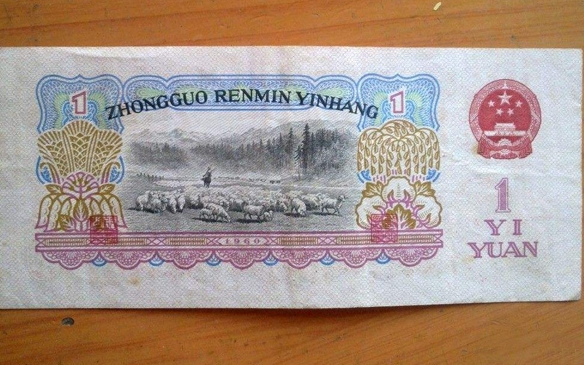 1 ZHONGGUO RENMIN YINHANG 1
1960
1
YI
YUAN